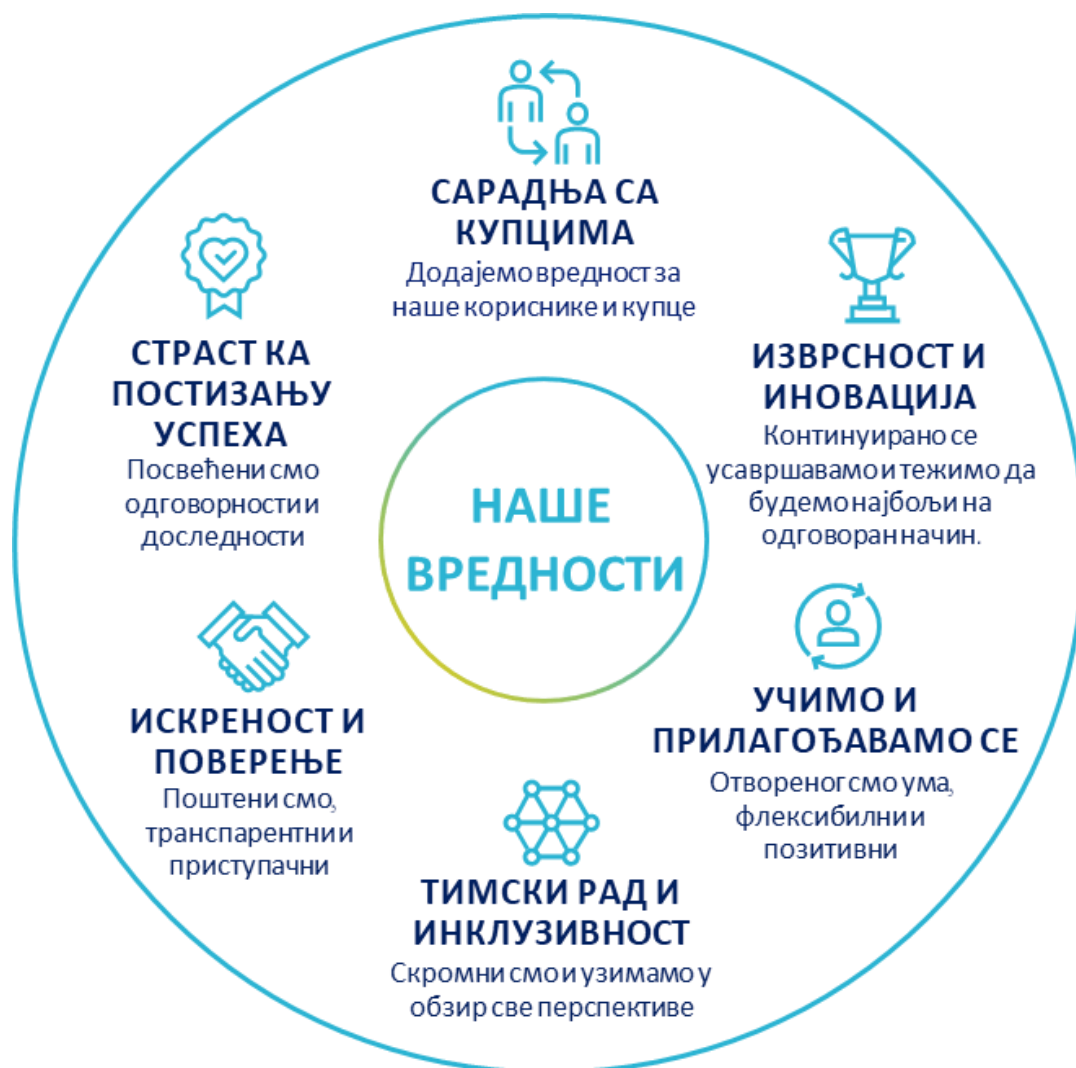 САРАДЊА СА
КУПЦИМА
Додајемо вредност за
наше кориснике и купце
ИЗВРСНОСТ И
ИНОВАЦИЈА
Континуирано се
усавршавамо и тежимо да
будемо најбољи на
одговоран начин.
УЧИМО И
ПРИЛАГОЂАВАМО СЕ
Отвореног смо ума,
флексибилни и
позитивни
ТИМСКИ РАД И
ИНКЛУЗИВНОСТ
Скромни смо и узимамо у
обзир све перспективе
ИСКРЕНОСТ И
ПОВЕРЕЊЕ
Поштени смо,
транспарентни и
приступачни
СТРАСТ КА
ПОСТИЗАЊУ
УСПЕХА
Посвећени смо
одговорности и
доследности
НАШЕ
ВРЕДНОСТИ